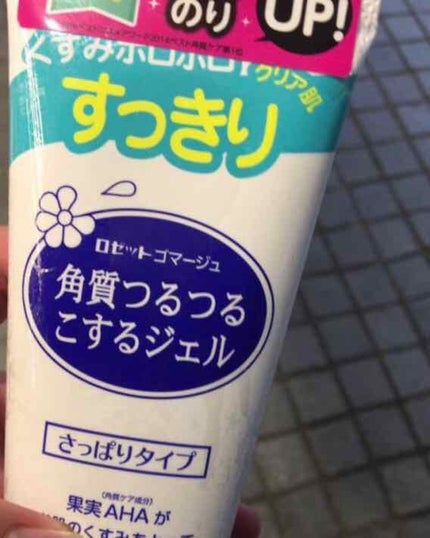 のり
UP!
くすみポロポロ!
クリア肌
すっきり
ロゼットゴマージュ
角質つるつる
こするジェル
さっぱりタイプ
(角質ケア成分)
果実AHAが
のくすみを